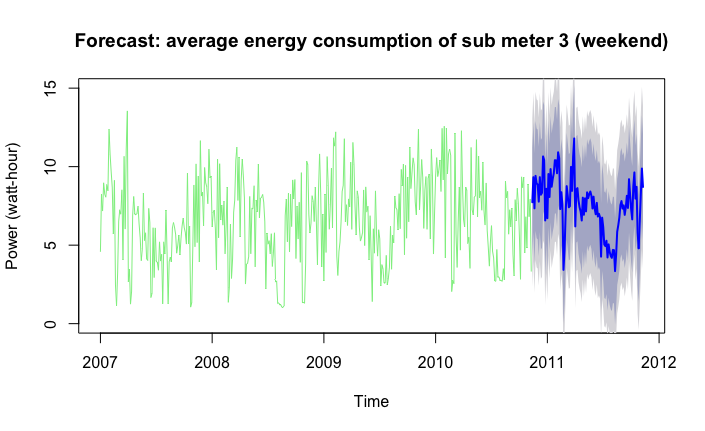 Forecast: average energy consumption of sub meter 3 (weekend)
Power (watt-hour)
15
10
5
0
2007 2008 2009 2010 2011 2012
Time